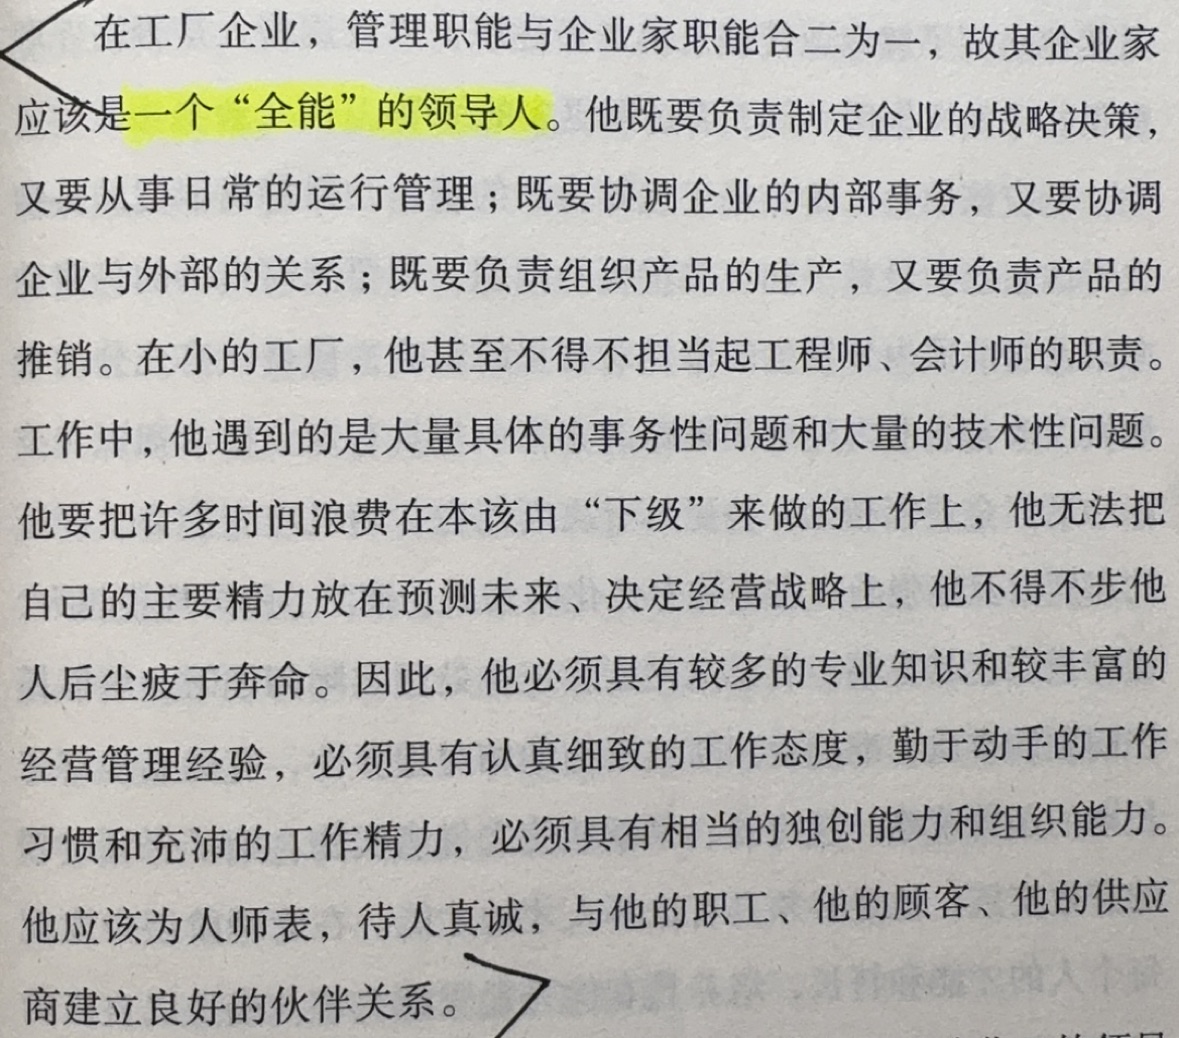 在工厂企业，管理职能与企业家职能合二为一，故其企业家
应该是一个“全能”的领导人。他既要负责制定企业的战略决策，
又要从事日常的运行管理；既要协调企业的内部事务，又要协调
企业与外部的关系；既要负责组织产品的生产，又要负责产品的
推销。在小的工厂，他甚至不得不担当起工程师、会计师的职责。
工作中，他遇到的是大量具体的事务性问题和大量的技术性问题。
他要把许多时间浪费在本该由“下级”来做的工作上，他无法把
自己的主要精力放在预测未来、决定经营战略上，他不得不步他
人后尘疲于奔命。因此，他必须具有较多的专业知识和较丰富的
经营管理经验，必须具有认真细致的工作态度，勤于动手的工作
习惯和充沛的工作精力，必须具有相当的独创能力和组织能力。
他应该为人师表，待人真诚，与他的职工、他的顾客、他的供应
商建立良好的伙伴关系。